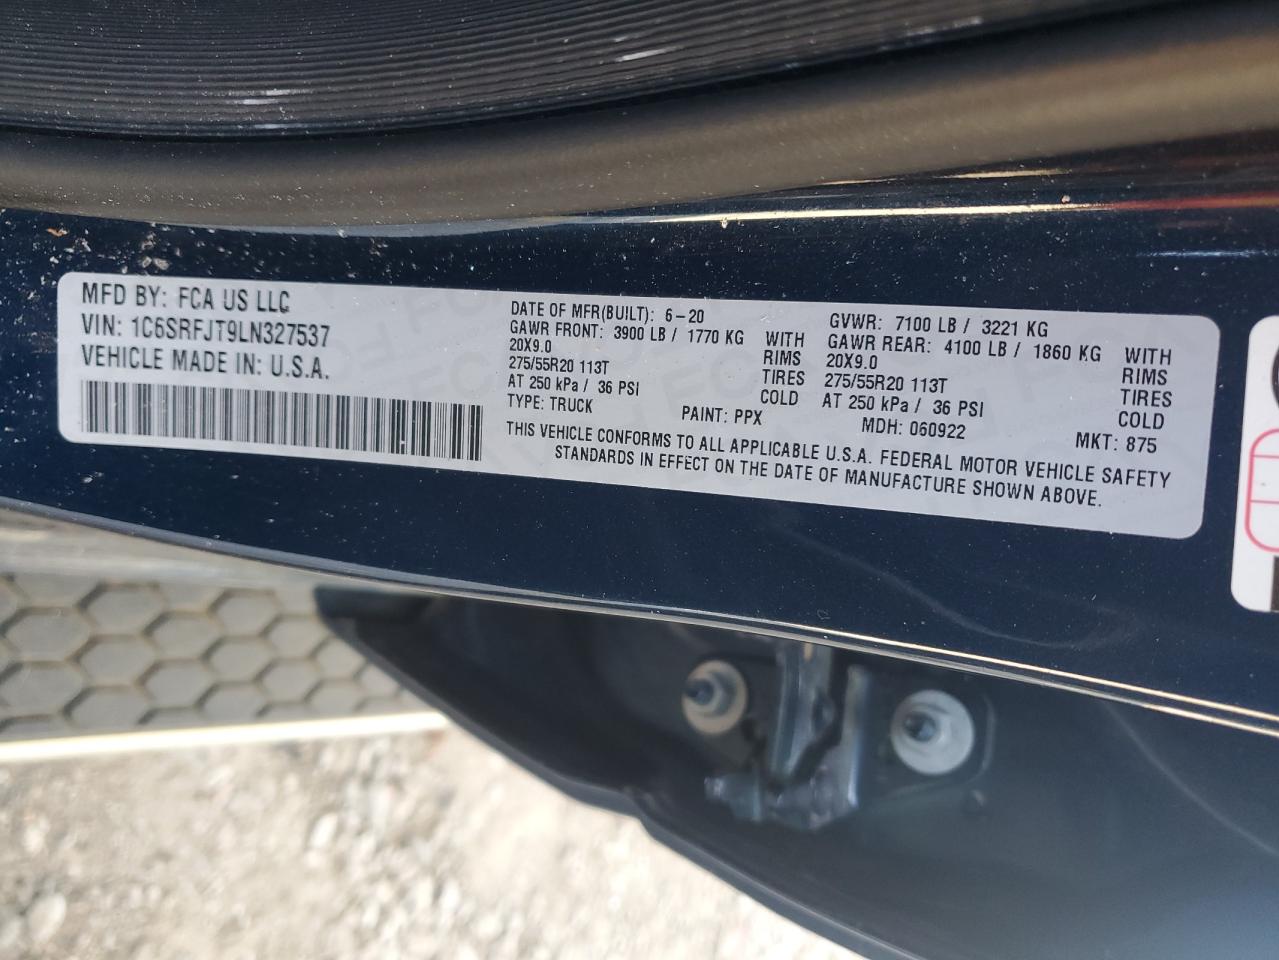 MFD BY: FCA US LLC
VIN: 1C6SRFJT9LN327537
VEHICLE MADE IN: U.S.A.
DATE OF MFR(BUILT): 6-20
GAWR FRONT: 3900 LB / 1770 KG WITH
20X9.0 RIMS
275/55R20 113T TIRES
AT 250 kPa / 36 PSI COLD
TYPE: TRUCK PAINT: PPX
GVWR: 7100 LB / 3221 KG
GAWR REAR: 4100 LB / 1860 KG WITH
20X9.0 RIMS
275/55R20 113T TIRES
AT 250 kPa / 36 PSI COLD
MDH: 060922 MKT: 875
THIS VEHICLE CONFORMS TO ALL APPLICABLE U.S.A. FEDERAL MOTOR VEHICLE SAFETY
STANDARDS IN EFFECT ON THE DATE OF MANUFACTURE SHOWN ABOVE.